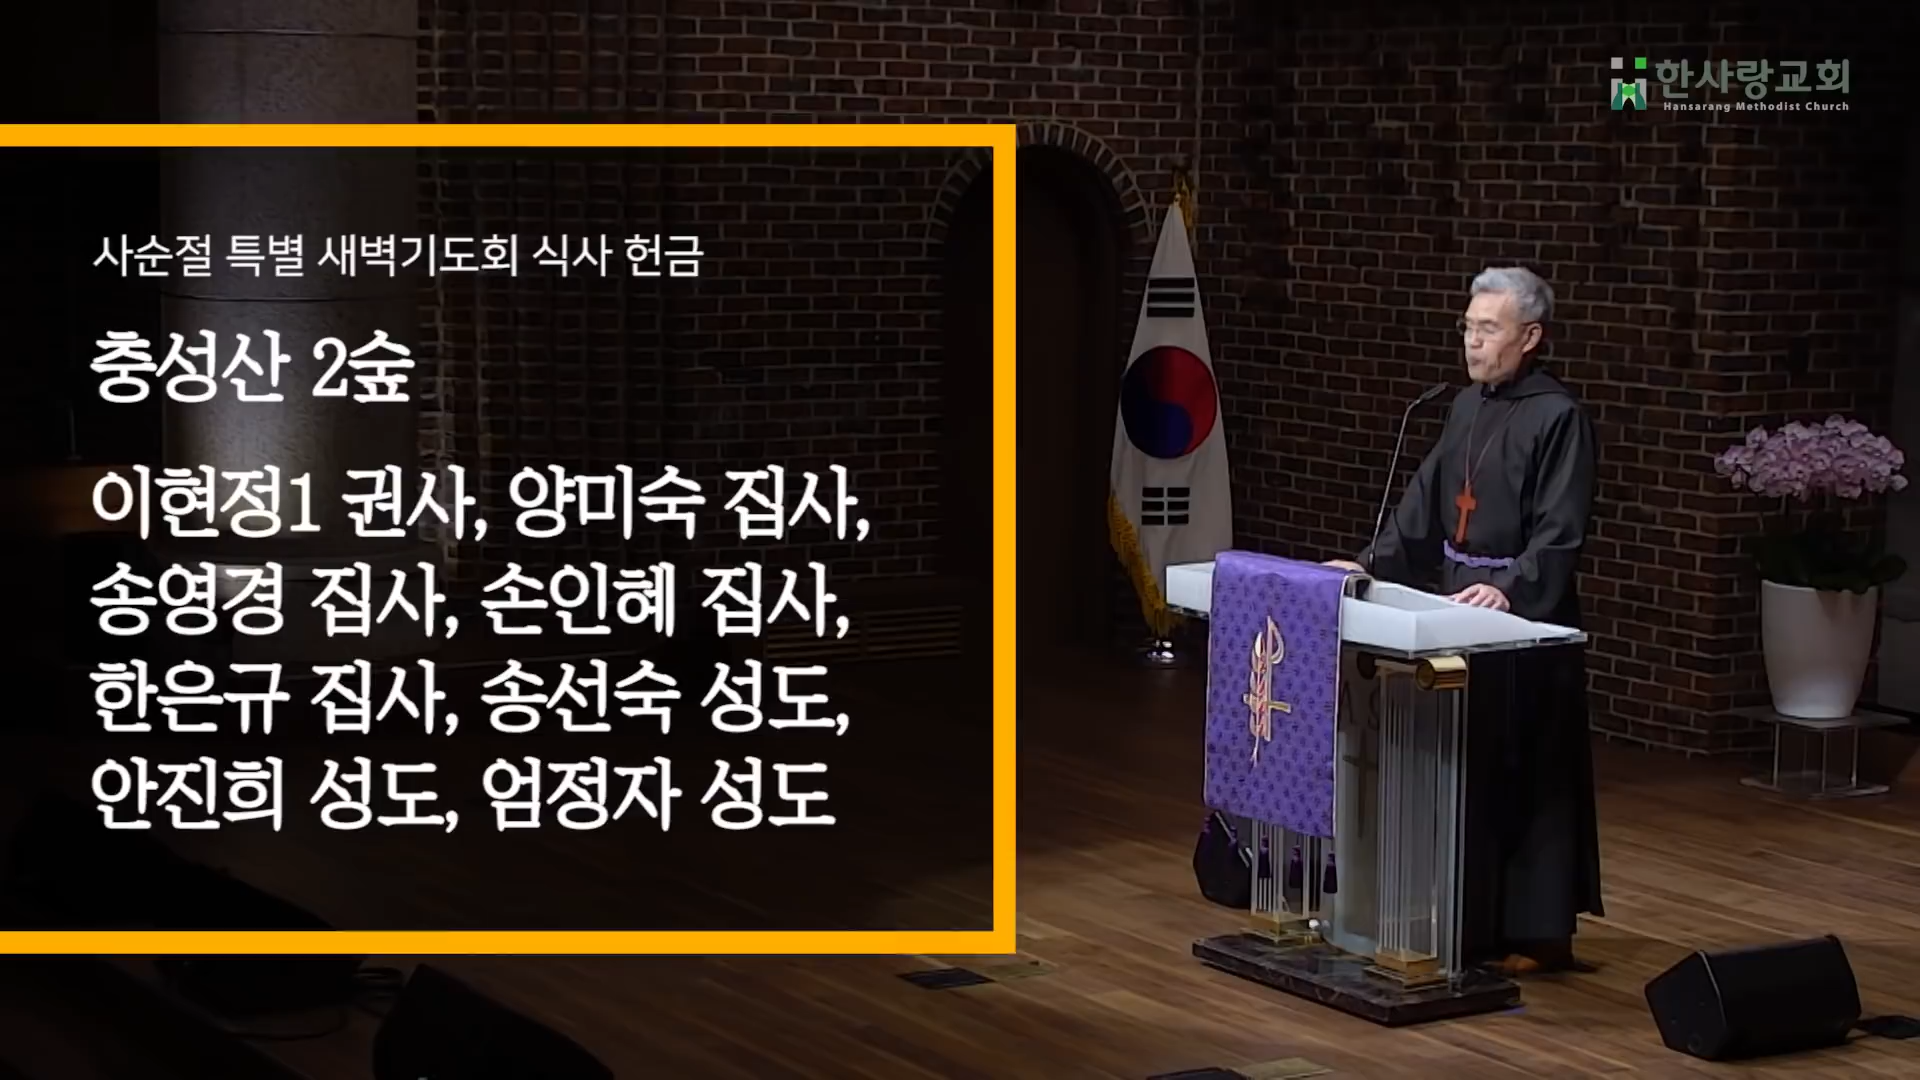 한사랑교회
Hansarang Methodist Church
사순절 특별 새벽기도회 식사 헌금
충성산 2숲
이현정1 권사, 양미숙 집사,
송영경 집사, 손인혜 집사,
한은규 집사, 송선숙 성도,
안진희 성도, 엄정자 성도